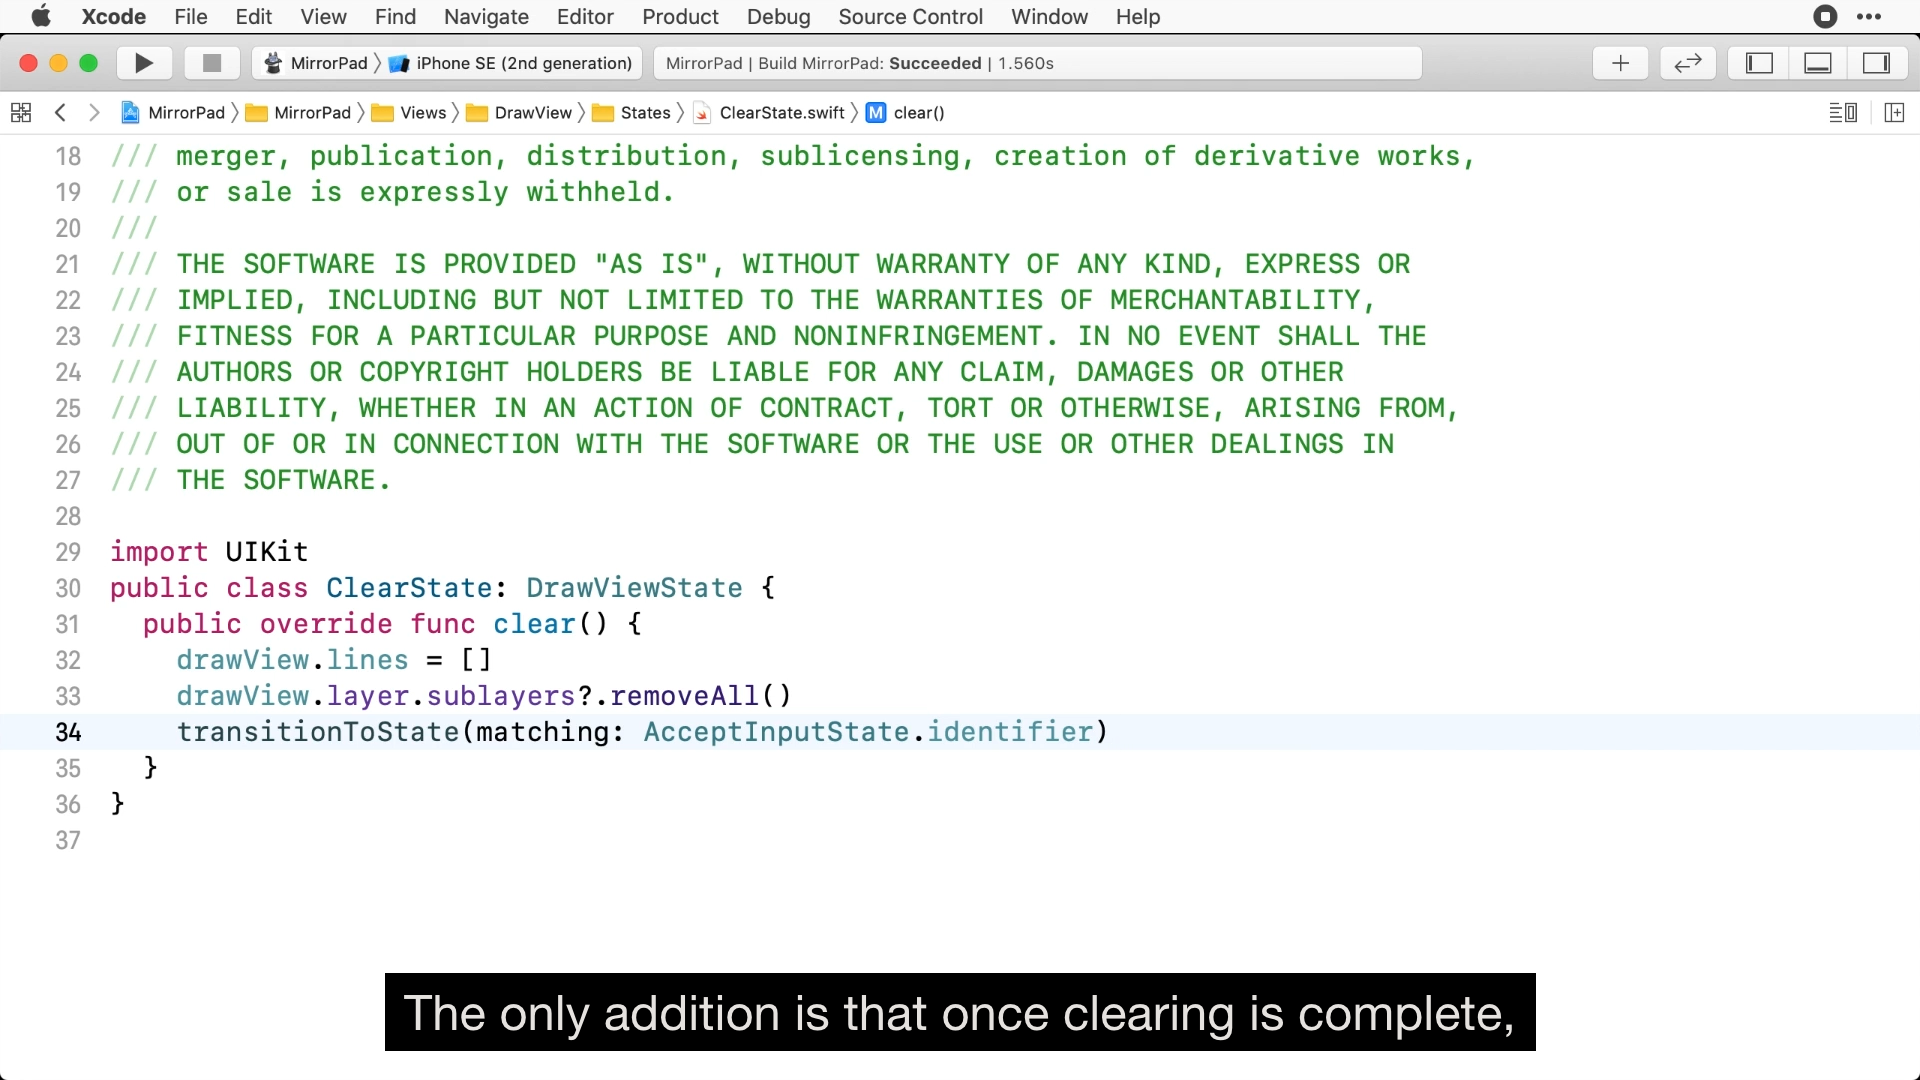 Xcode File Edit View Find Navigate Editor Product Debug Source Control Window Help
MirrorPad iPhone SE (2nd generation) MirrorPad | Build MirrorPad: Succeeded | 1.560s
MirrorPad MirrorPad Views DrawView States ClearState.swift M clear()
18 /// merger, publication, distribution, sublicensing, creation of derivative works,
19 /// or sale is expressly withheld.
20 ///
21 /// THE SOFTWARE IS PROVIDED "AS IS", WITHOUT WARRANTY OF ANY KIND, EXPRESS OR
22 /// IMPLIED, INCLUDING BUT NOT LIMITED TO THE WARRANTIES OF MERCHANTABILITY,
23 /// FITNESS FOR A PARTICULAR PURPOSE AND NONINFRINGEMENT. IN NO EVENT SHALL THE
24 /// AUTHORS OR COPYRIGHT HOLDERS BE LIABLE FOR ANY CLAIM, DAMAGES OR OTHER
25 /// LIABILITY, WHETHER IN AN ACTION OF CONTRACT, TORT OR OTHERWISE, ARISING FROM,
26 /// OUT OF OR IN CONNECTION WITH THE SOFTWARE OR THE USE OR OTHER DEALINGS IN
27 /// THE SOFTWARE.
28
29 import UIKit
30 public class ClearState: DrawViewState {
31 public override func clear() {
32 drawView.lines = []
33 drawView.layer.sublayers?.removeAll()
34 transitionToState(matching: AcceptInputState.identifier)
35 }
36 }
37
The only addition is that once clearing is complete,